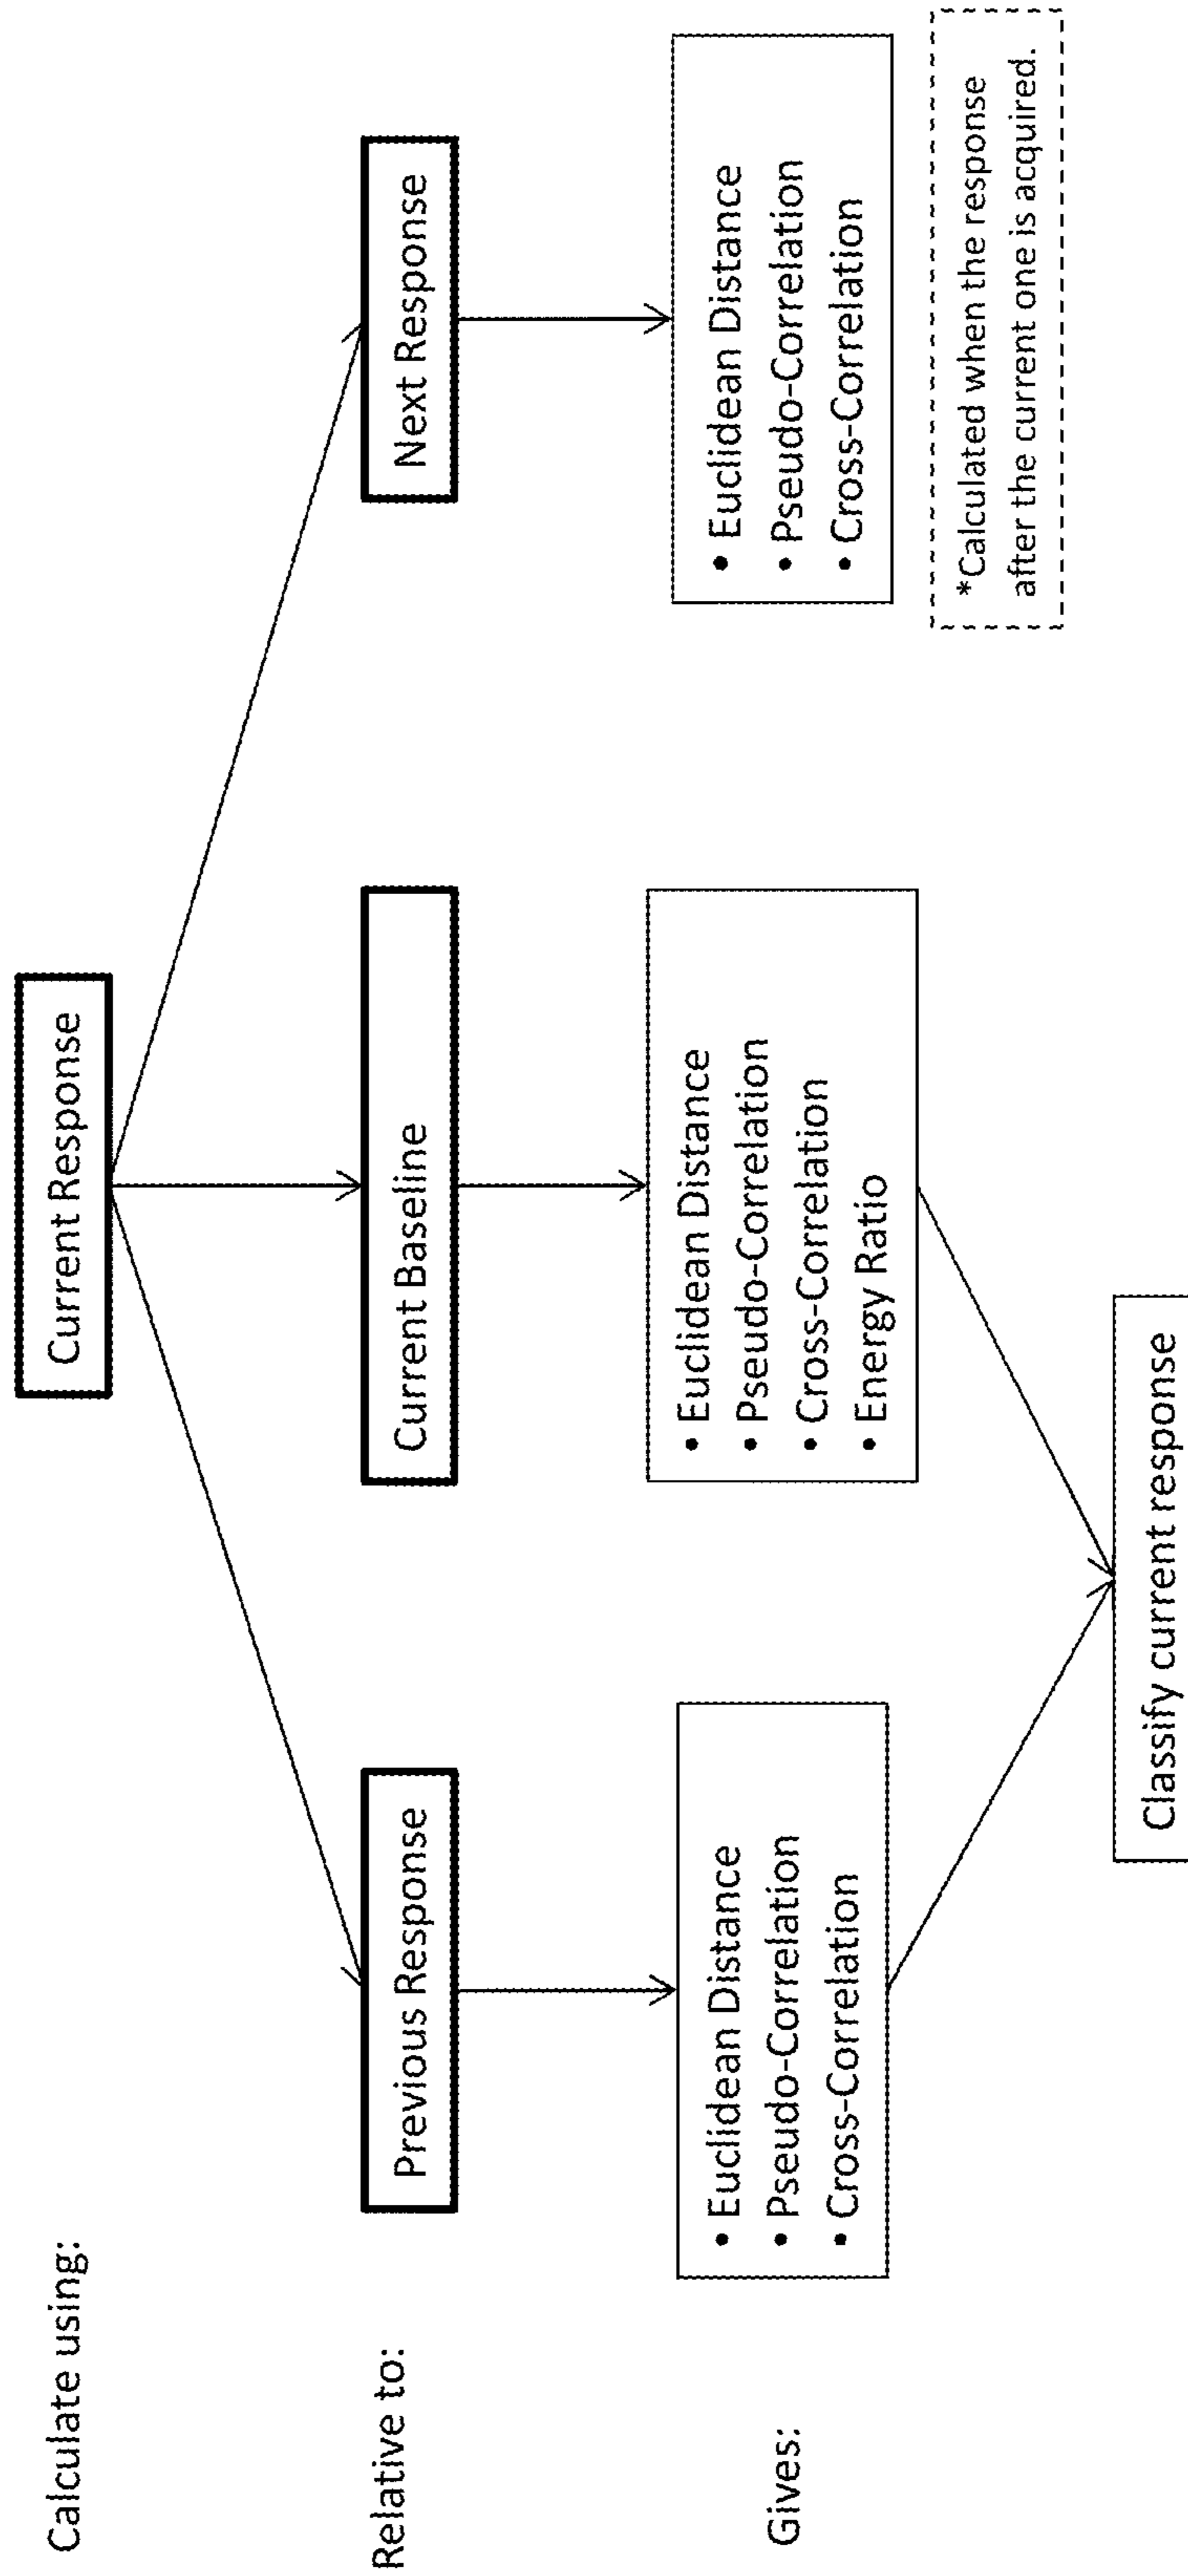 Calculate using:
Current Response
Relative to:
Previous Response
Current Baseline
Next Response
Gives:
• Euclidean Distance
• Pseudo-Correlation
• Cross-Correlation
• Euclidean Distance
• Pseudo-Correlation
• Cross-Correlation
• Energy Ratio
• Euclidean Distance
• Pseudo-Correlation
• Cross-Correlation
*Calculated when the response
after the current one is acquired.
Classify current response